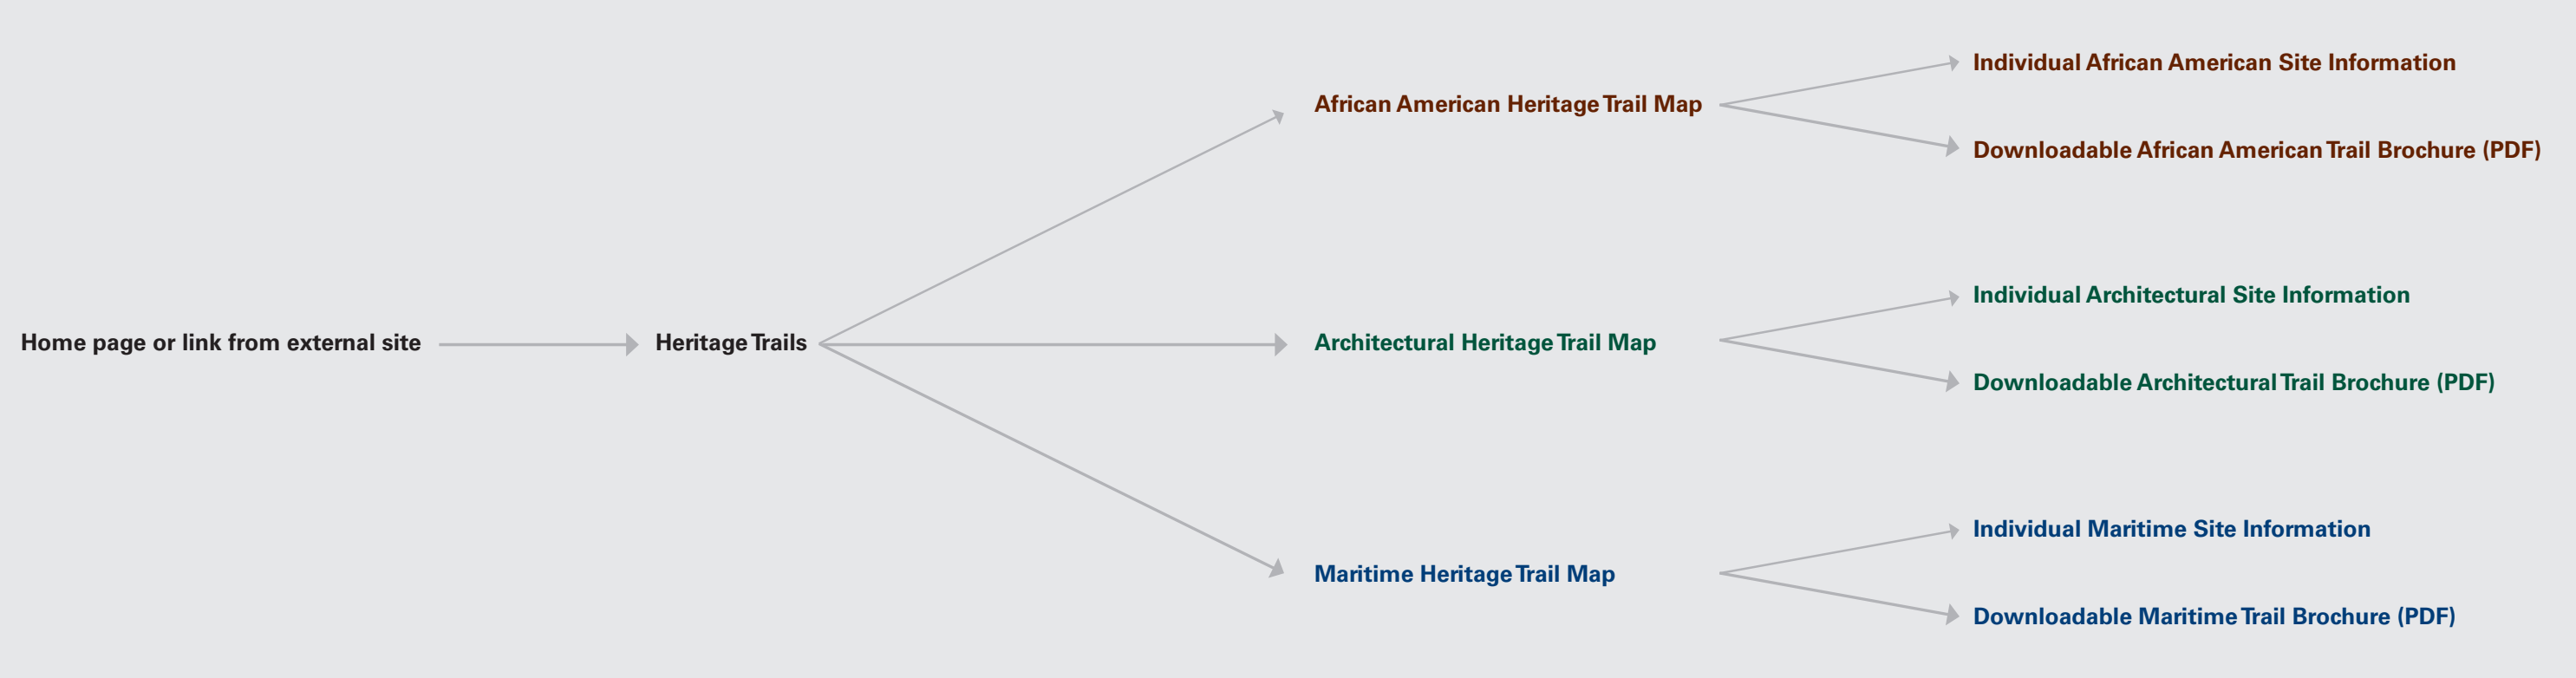 Home page or link from external site
Heritage Trails
African American Heritage Trail Map
Individual African American Site Information
Downloadable African American Trail Brochure (PDF)
Architectural Heritage Trail Map
Individual Architectural Site Information
Downloadable Architectural Trail Brochure (PDF)
Maritime Heritage Trail Map
Individual Maritime Site Information
Downloadable Maritime Trail Brochure (PDF)